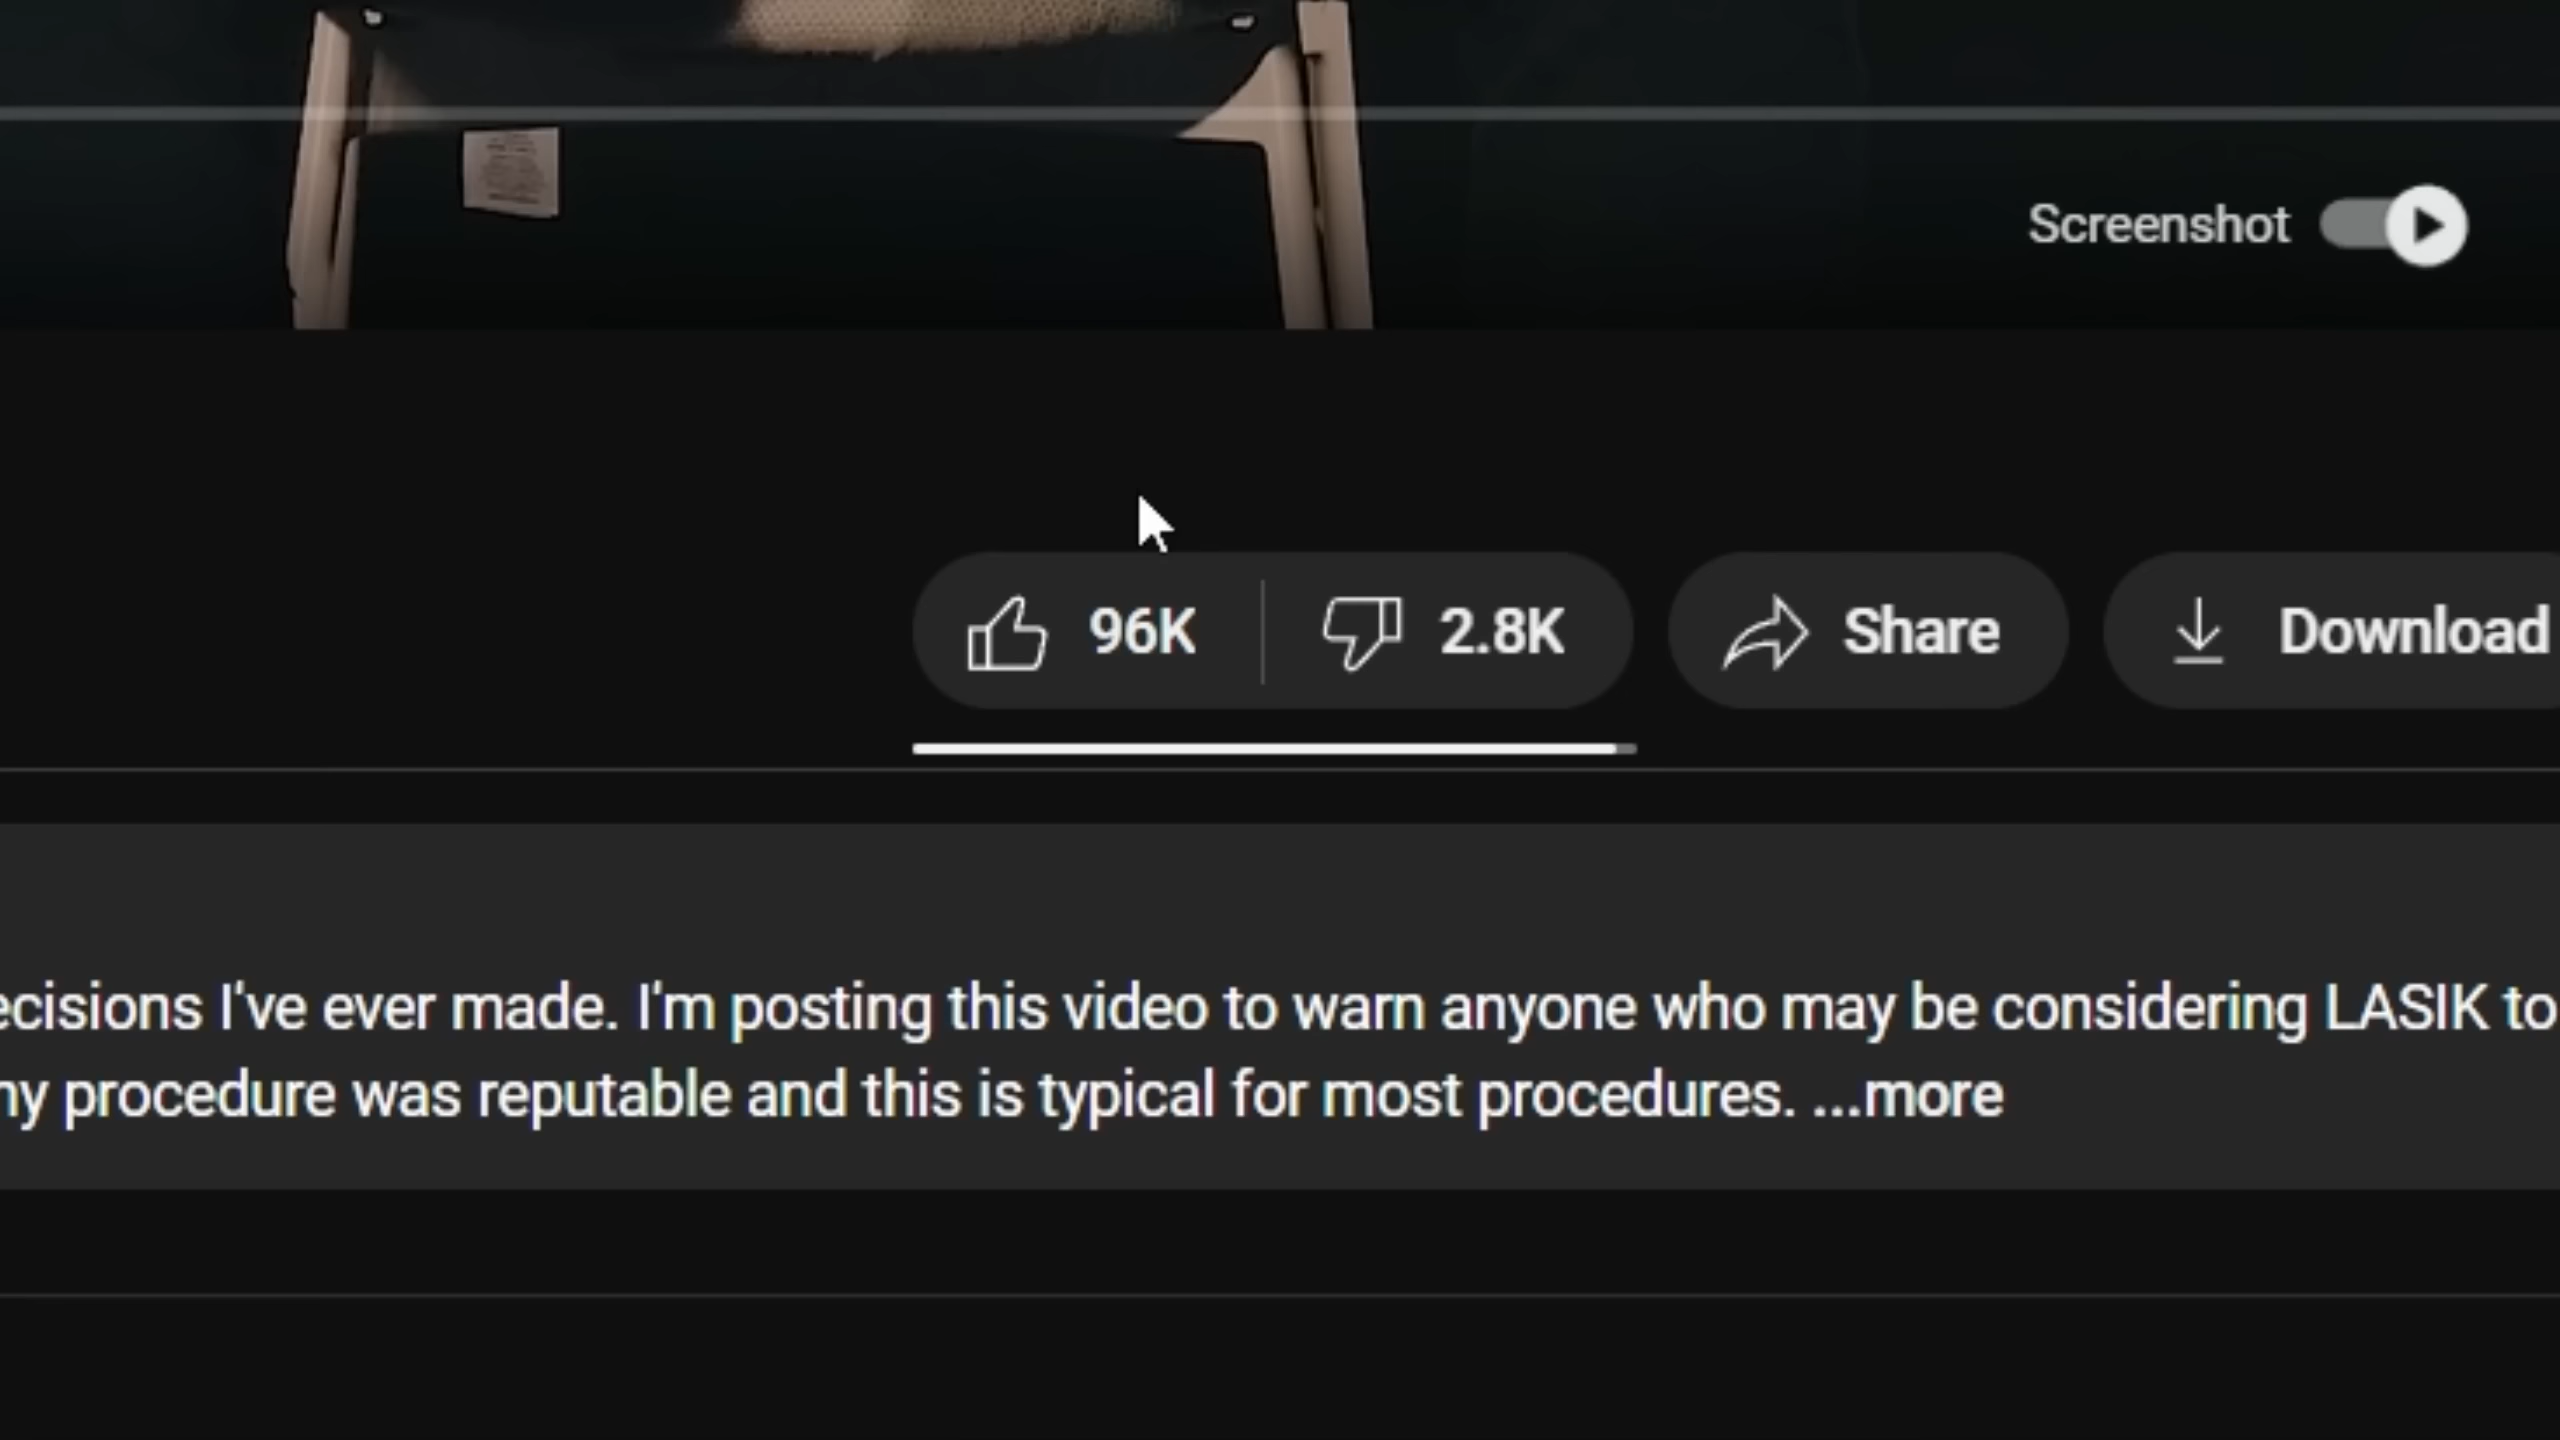 Screenshot
96K
2.8K
Share
Download
ecisions I've ever made. I'm posting this video to warn anyone who may be considering LASIK to
ny procedure was reputable and this is typical for most procedures. ...more